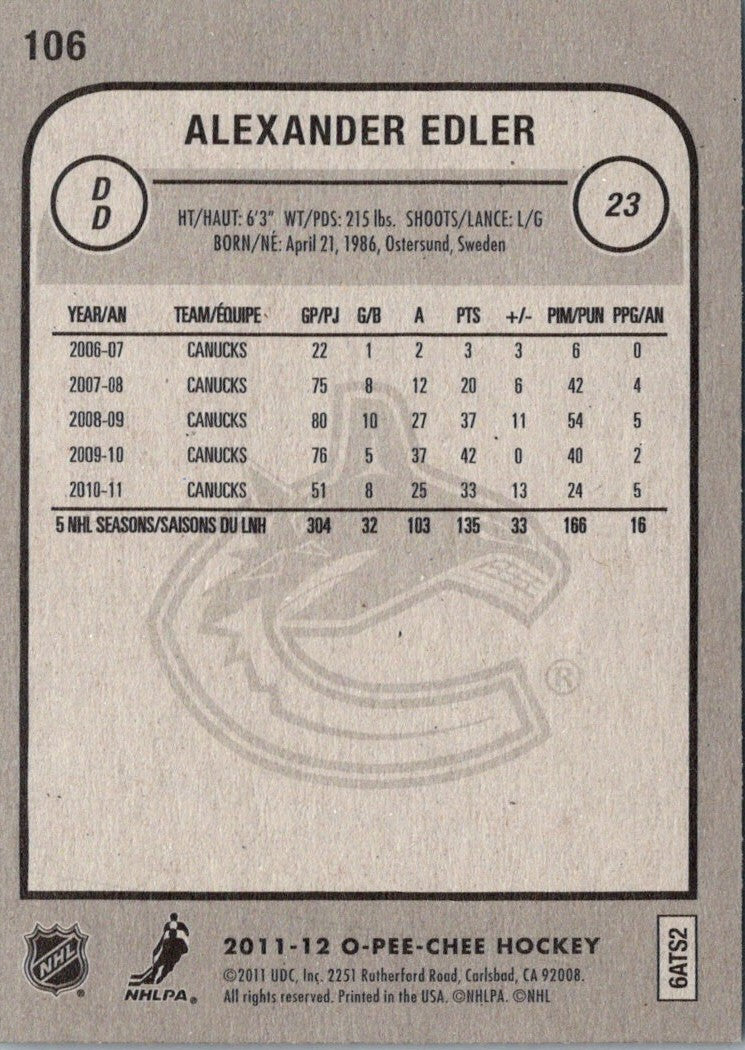 106
ALEXANDER EDLER
D
D
23
HT/HAUT: 6'3" WT/PDS: 215 lbs. SHOOTS/LANCE: L/G
BORN/NÉ: April 21, 1986, Ostersund, Sweden
YEAR/AN TEAM/ÉQUIPE GP/PJ G/B A PTS +/- PIM/PUN PPG/AN
2006-07 CANUCKS 22 1 2 3 3 6 0
2007-08 CANUCKS 75 8 12 20 6 42 4
2008-09 CANUCKS 80 10 27 37 11 54 5
2009-10 CANUCKS 76 5 37 42 0 40 2
2010-11 CANUCKS 51 8 25 33 13 24 5
5 NHL SEASONS/SAISONS DU LNH 304 32 103 135 33 166 16
®
NHL ®
NHLPA ®
2011-12 O-PEE-CHEE HOCKEY
©2011 UDC, Inc. 2251 Rutherford Road, Carlsbad, CA 92008.
All rights reserved. Printed in the USA. ©NHLPA. ©NHL
6ATS2